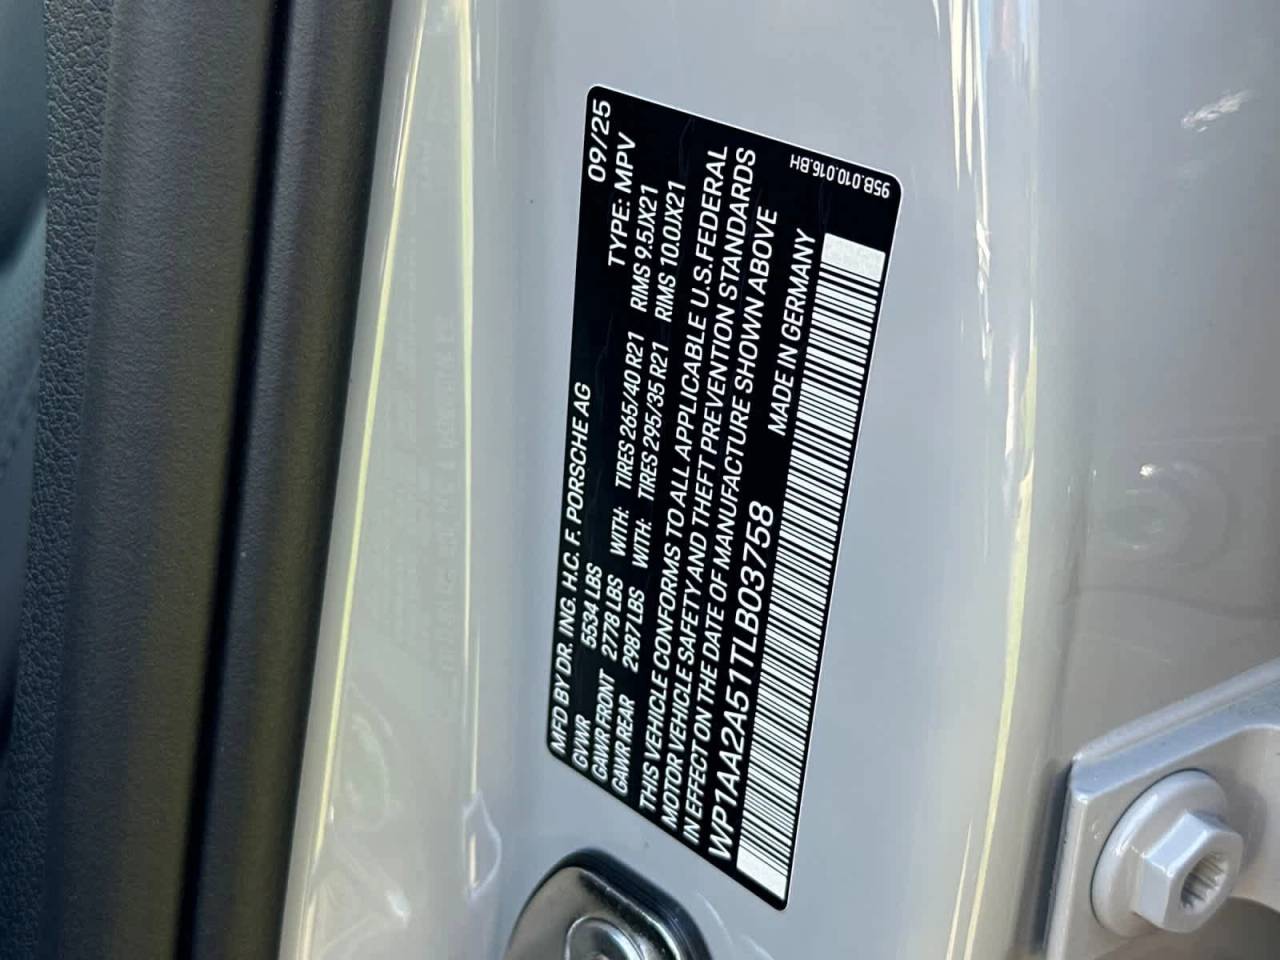 MFD BY DR. ING. H.C. F. PORSCHE AG 09/25
GVWR 5534 LBS TYPE: MPV
GAWR FRONT 2778 LBS WITH: TIRES 265/40 R21 RIMS 9.5JX21
GAWR REAR 2987 LBS WITH: TIRES 295/35 R21 RIMS 10.0JX21
THIS VEHICLE CONFORMS TO ALL APPLICABLE U.S.FEDERAL
MOTOR VEHICLE SAFETY AND THEFT PREVENTION STANDARDS
IN EFFECT ON THE DATE OF MANUFACTURE SHOWN ABOVE
WP1AA2A51TLB03758 MADE IN GERMANY
95B.010.016.BH